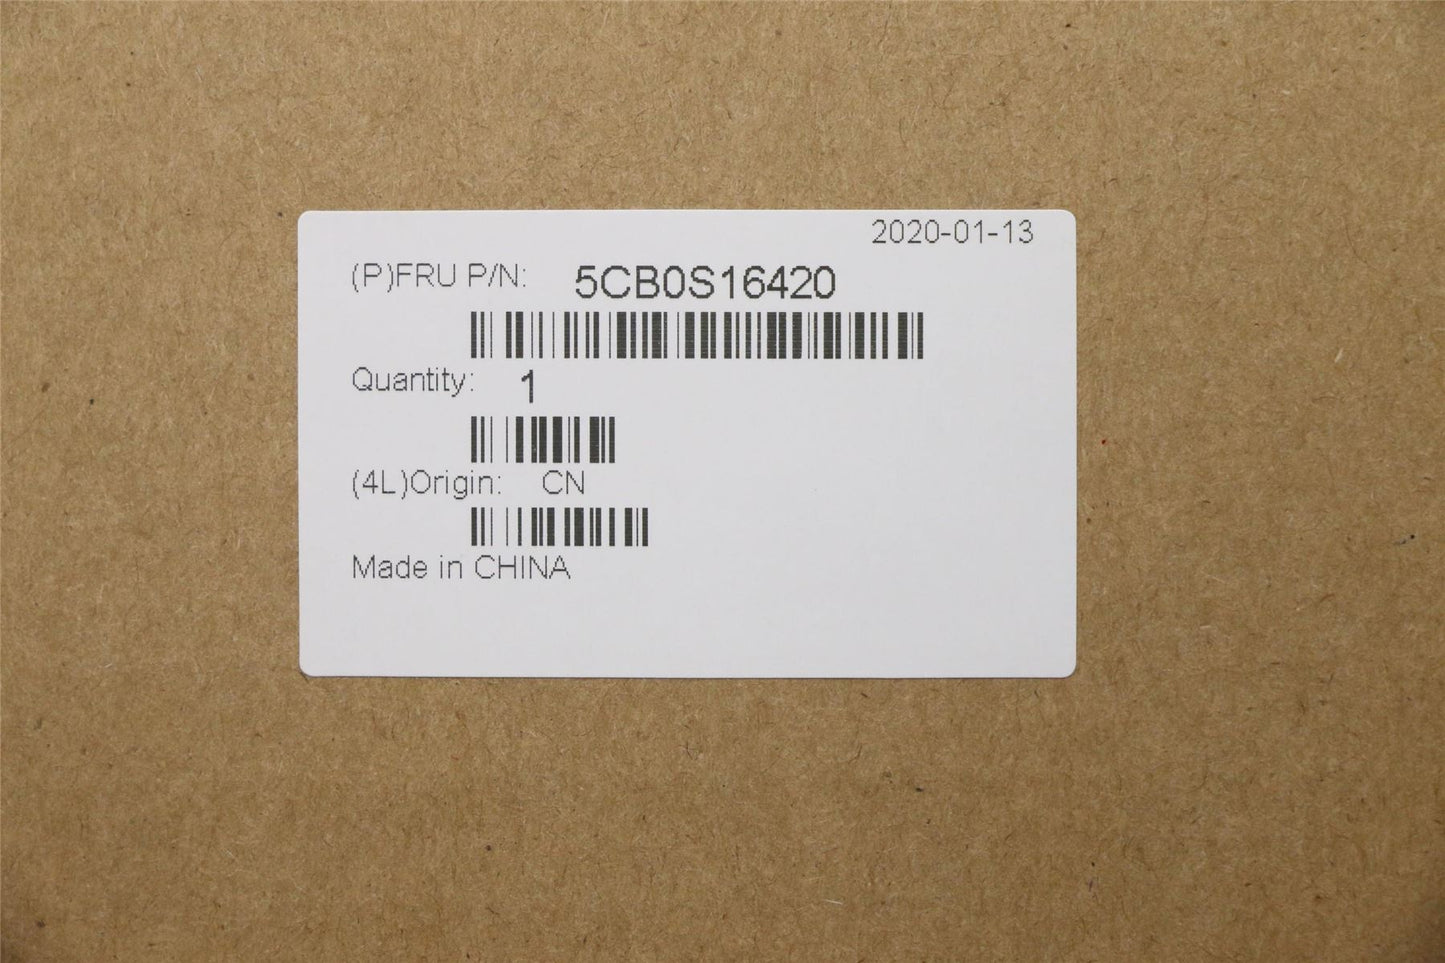 2020-01-13
(P)FRU P/N: 5CB0S16420
Quantity: 1
(4L)Origin: CN
Made in CHINA